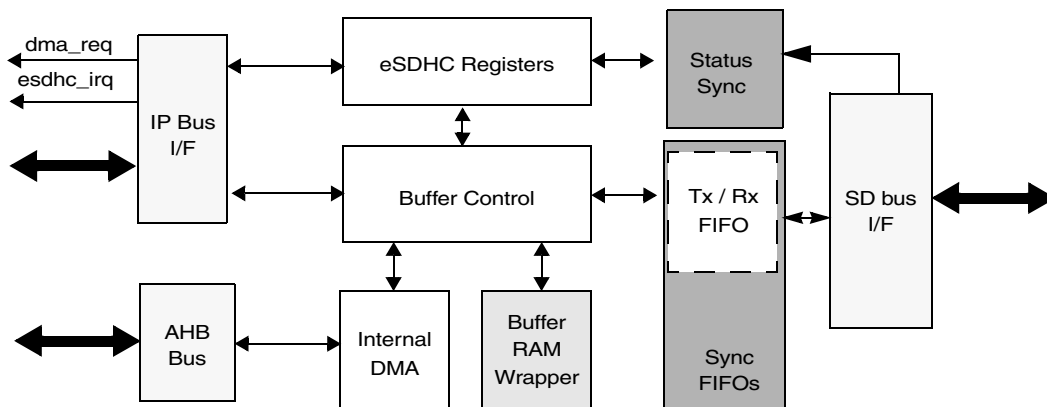 dma_req
esdhc_irq
IP Bus
I/F
eSDHC Registers
Status
Sync
Buffer Control
Tx / Rx
FIFO
SD bus
I/F
AHB
Bus
Internal
DMA
Buffer
RAM
Wrapper
Sync
FIFOs